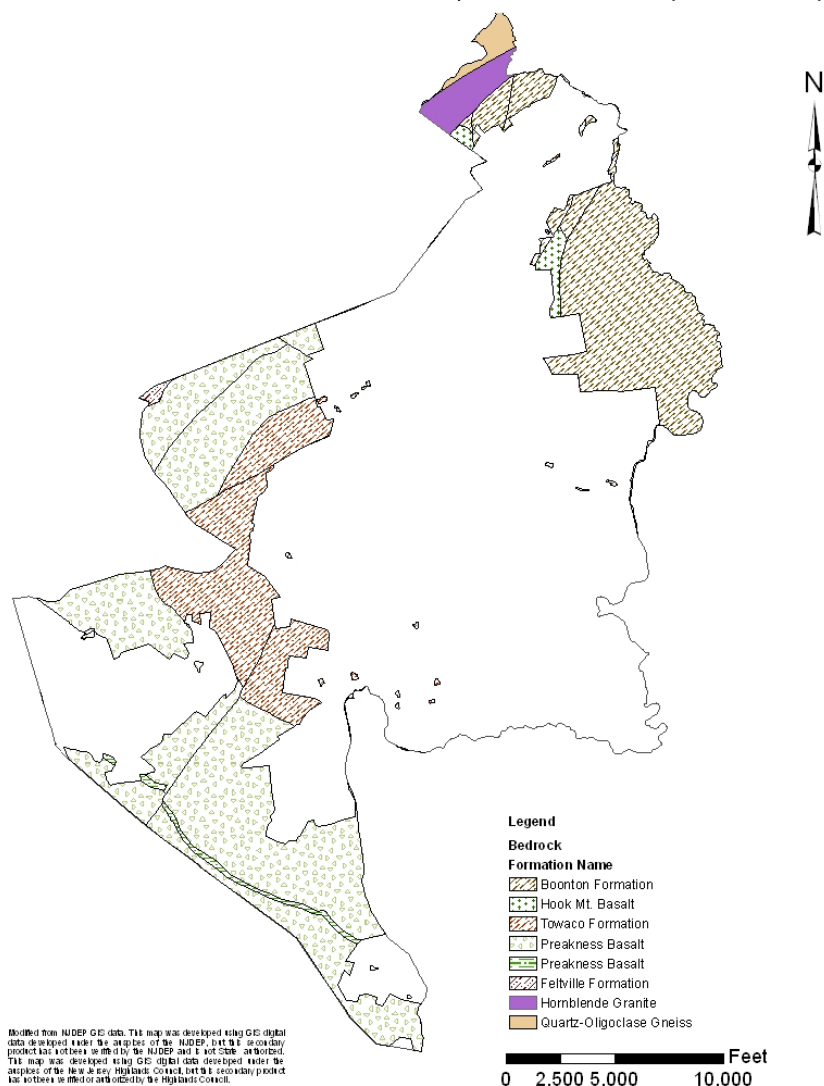 N
Legend
Bedrock
Formation Name
Boonton Formation
Hook Mt. Basalt
Towaco Formation
Preakness Basalt
Preakness Basalt
Feltville Formation
Hornblende Granite
Quartz-Oligoclase Gneiss
Feet
0 2.500 5.000 10.000
Modified from NJDEP GIS data. This map was developed using GIS digital
data developed under the auspices of the NJDEP, but this secondary
product has not been verified by the NJDEP and is not State authorized.
This map was developed using GIS digital data developed under the
auspices of the New Jersey Highlands Council, but this secondary product
has not been verified or authorized by the Highlands Council.